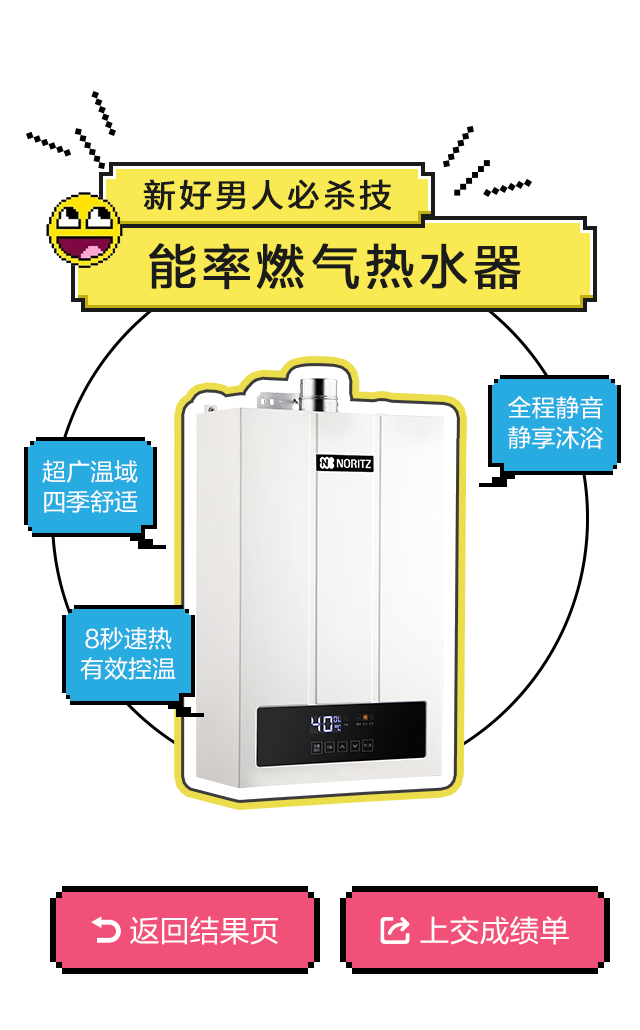 新好男人必杀技
能率燃气热水器
全程静音
静享沐浴
超广温域
四季舒适
NORITZ
8秒速热
有效控温
40
℃
返回结果页
上交成绩单